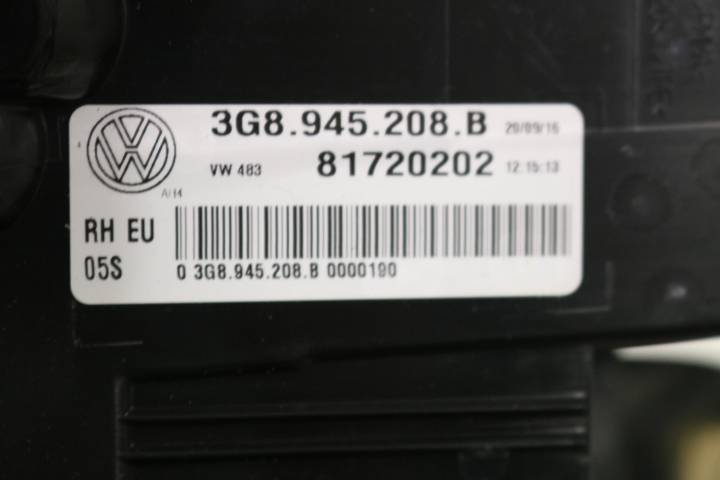 3G8.945.208.B 20/09/16
VW 483 81720202 12:15:13
RH EU
05S
0 3G8.945.208.B 0000190